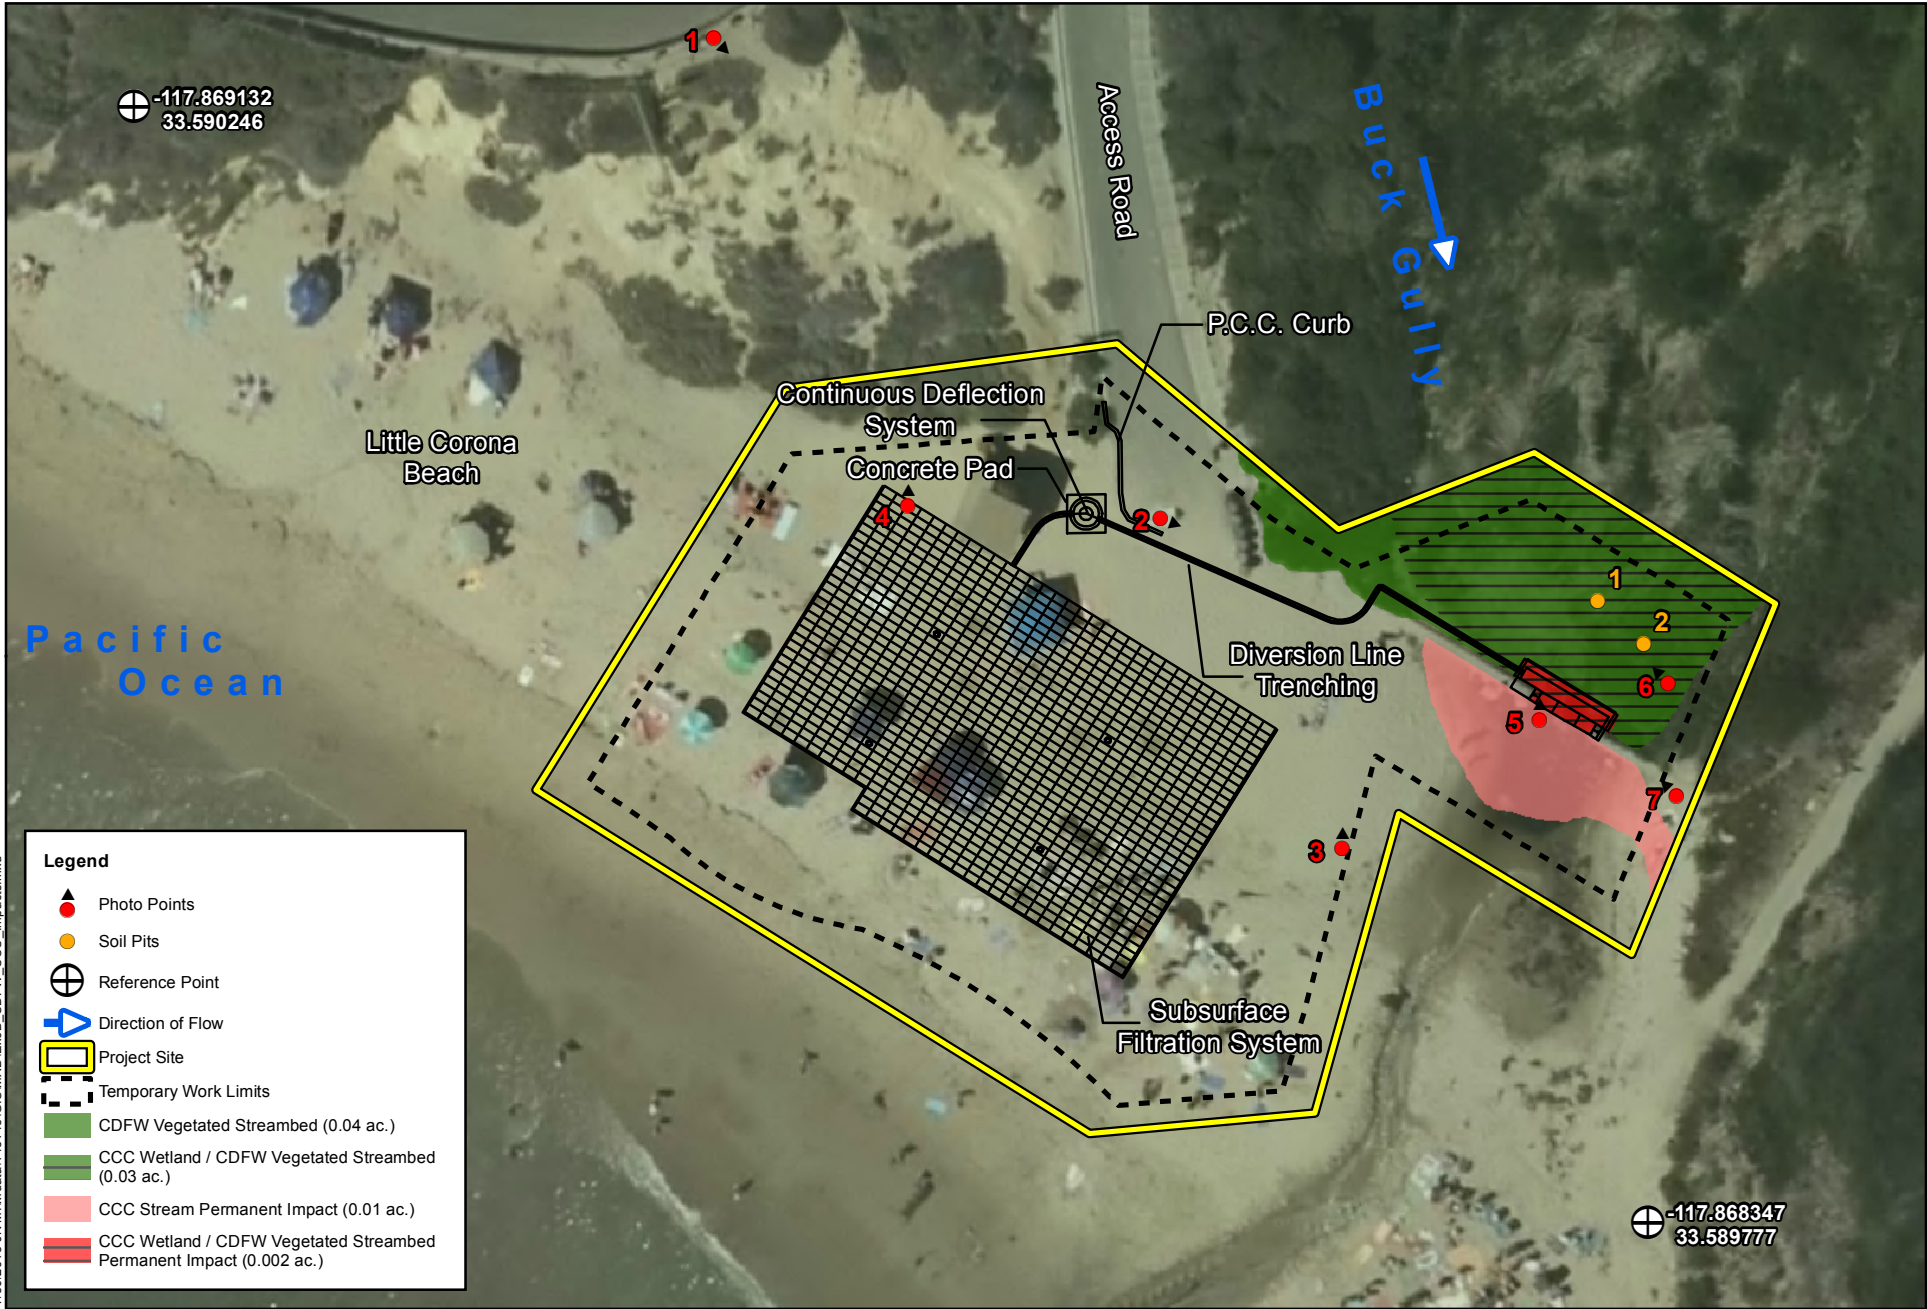 1
-117.869132
33.590246
Access Road
Buck Gully
P.C.C. Curb
Continuous Deflection
System
Little Corona
Beach
Concrete Pad
4
2
1
2
Pacific
Ocean
Diversion Line
Trenching
6
5
7
3
Subsurface
Filtration System
-117.868347
33.589777
Legend
Photo Points
Soil Pits
Reference Point
Direction of Flow
Project Site
Temporary Work Limits
CDFW Vegetated Streambed (0.04 ac.)
CCC Wetland / CDFW Vegetated Streambed
(0.03 ac.)
CCC Stream Permanent Impact (0.01 ac.)
CCC Wetland / CDFW Vegetated Streambed
Permanent Impact (0.002 ac.)